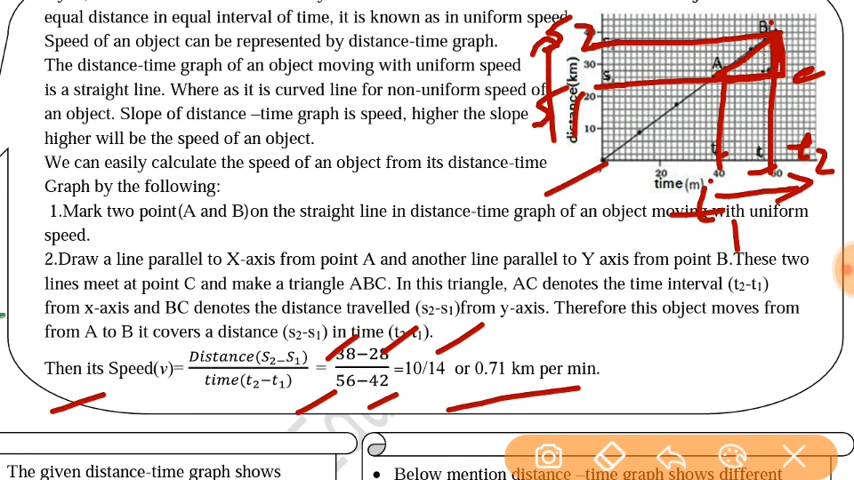 equal distance in equal interval of time, it is known as in uniform speed.
Speed of an object can be represented by distance-time graph.
The distance-time graph of an object moving with uniform speed
is a straight line. Where as it is curved line for non-uniform speed of
an object. Slope of distance –time graph is speed, higher the slope
higher will be the speed of an object.
We can easily calculate the speed of an object from its distance-time
Graph by the following:
S2
S1
distance(km)
30
20
10
A
B
c
20
40
60
time(m)
t1
t2
1.Mark two point(A and B)on the straight line in distance-time graph of an object moving with uniform
speed.
2.Draw a line parallel to X-axis from point A and another line parallel to Y axis from point B.These two
lines meet at point C and make a triangle ABC. In this triangle, AC denotes the time interval (t₂-t₁)
from x-axis and BC denotes the distance travelled (s₂-s₁)from y-axis. Therefore this object moves from
from A to B it covers a distance (s₂-s₁) in time (t₂-t₁).
Then its Speed(v)= Distance(S₂₋S₁)/time(t₂−t₁) = 38−28/56−42 =10/14 or 0.71 km per min.
The given distance-time graph shows
• Below mention distance –time graph shows different